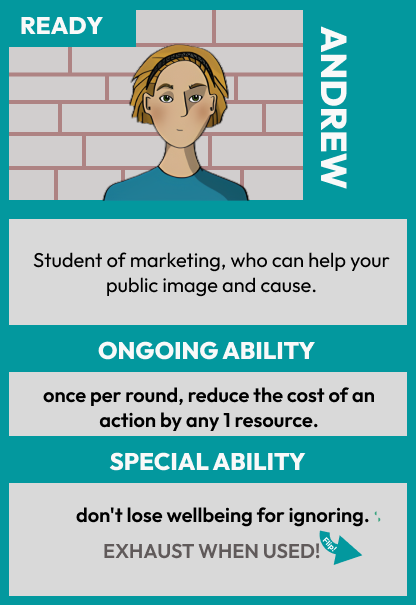 READY
ANDREW
Student of marketing, who can help your
public image and cause.
ONGOING ABILITY
once per round, reduce the cost of an
action by any 1 resource.
SPECIAL ABILITY
don't lose wellbeing for ignoring.
EXHAUST WHEN USED!
Flip!